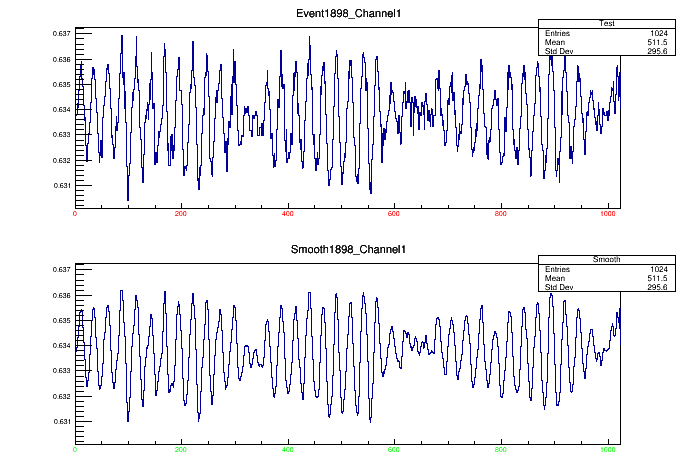 Event1898_Channel1
Test
Entries 1024
Mean 511.5
Std Dev 295.6
0.637
0.636
0.635
0.634
0.633
0.632
0.631
0 200 400 600 800 1000
Smooth1898_Channel1
Smooth
Entries 1024
Mean 511.5
Std Dev 295.6
0.637
0.636
0.635
0.634
0.633
0.632
0.631
0 200 400 600 800 1000